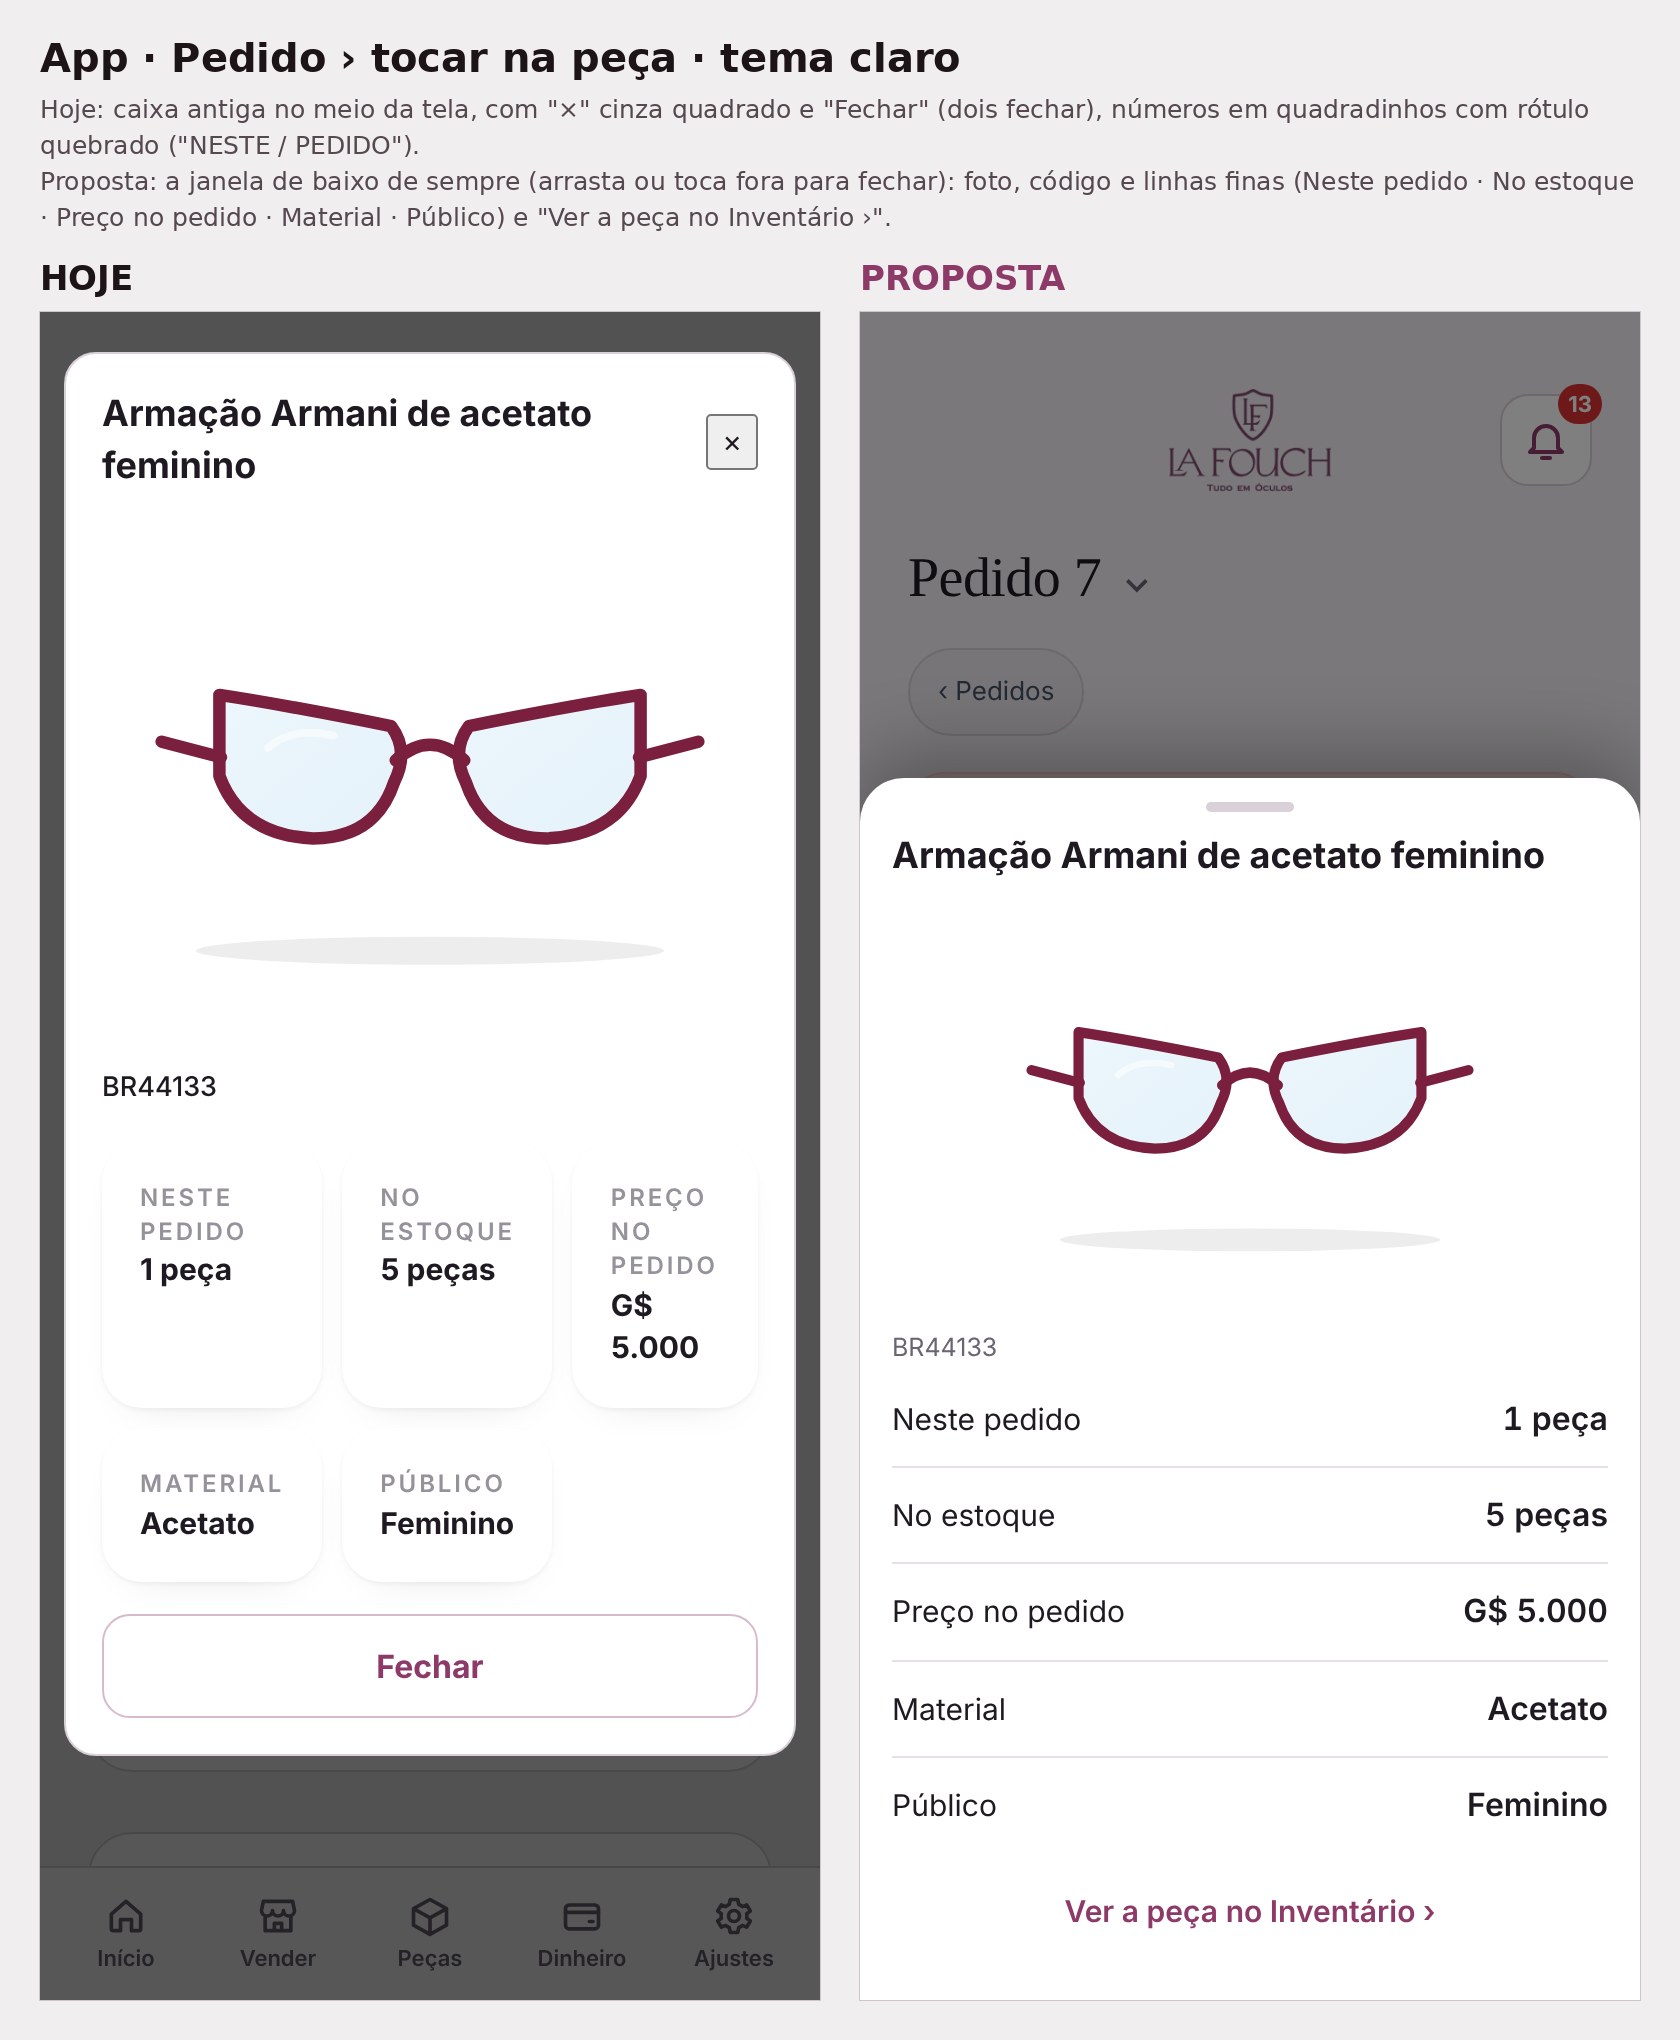 App · Pedido › tocar na peça · tema claro
Hoje: caixa antiga no meio da tela, com "×" cinza quadrado e "Fechar" (dois fechar), números em quadradinhos com rótulo
quebrado ("NESTE / PEDIDO").
Proposta: a janela de baixo de sempre (arrasta ou toca fora para fechar): foto, código e linhas finas (Neste pedido · No estoque
· Preço no pedido · Material · Público) e "Ver a peça no Inventário ›".
HOJE
Armação Armani de acetato
feminino
×
BR44133
NESTE
PEDIDO
1 peça
NO
ESTOQUE
5 peças
PREÇO
NO
PEDIDO
G$
5.000
MATERIAL
Acetato
PÚBLICO
Feminino
Fechar
Início
Vender
Peças
Dinheiro
Ajustes
PROPOSTA
LF
LA FOUCH
TUDO EM ÓCULOS
13
Pedido 7
‹ Pedidos
Armação Armani de acetato feminino
BR44133
Neste pedido 1 peça
No estoque 5 peças
Preço no pedido G$ 5.000
Material Acetato
Público Feminino
Ver a peça no Inventário ›